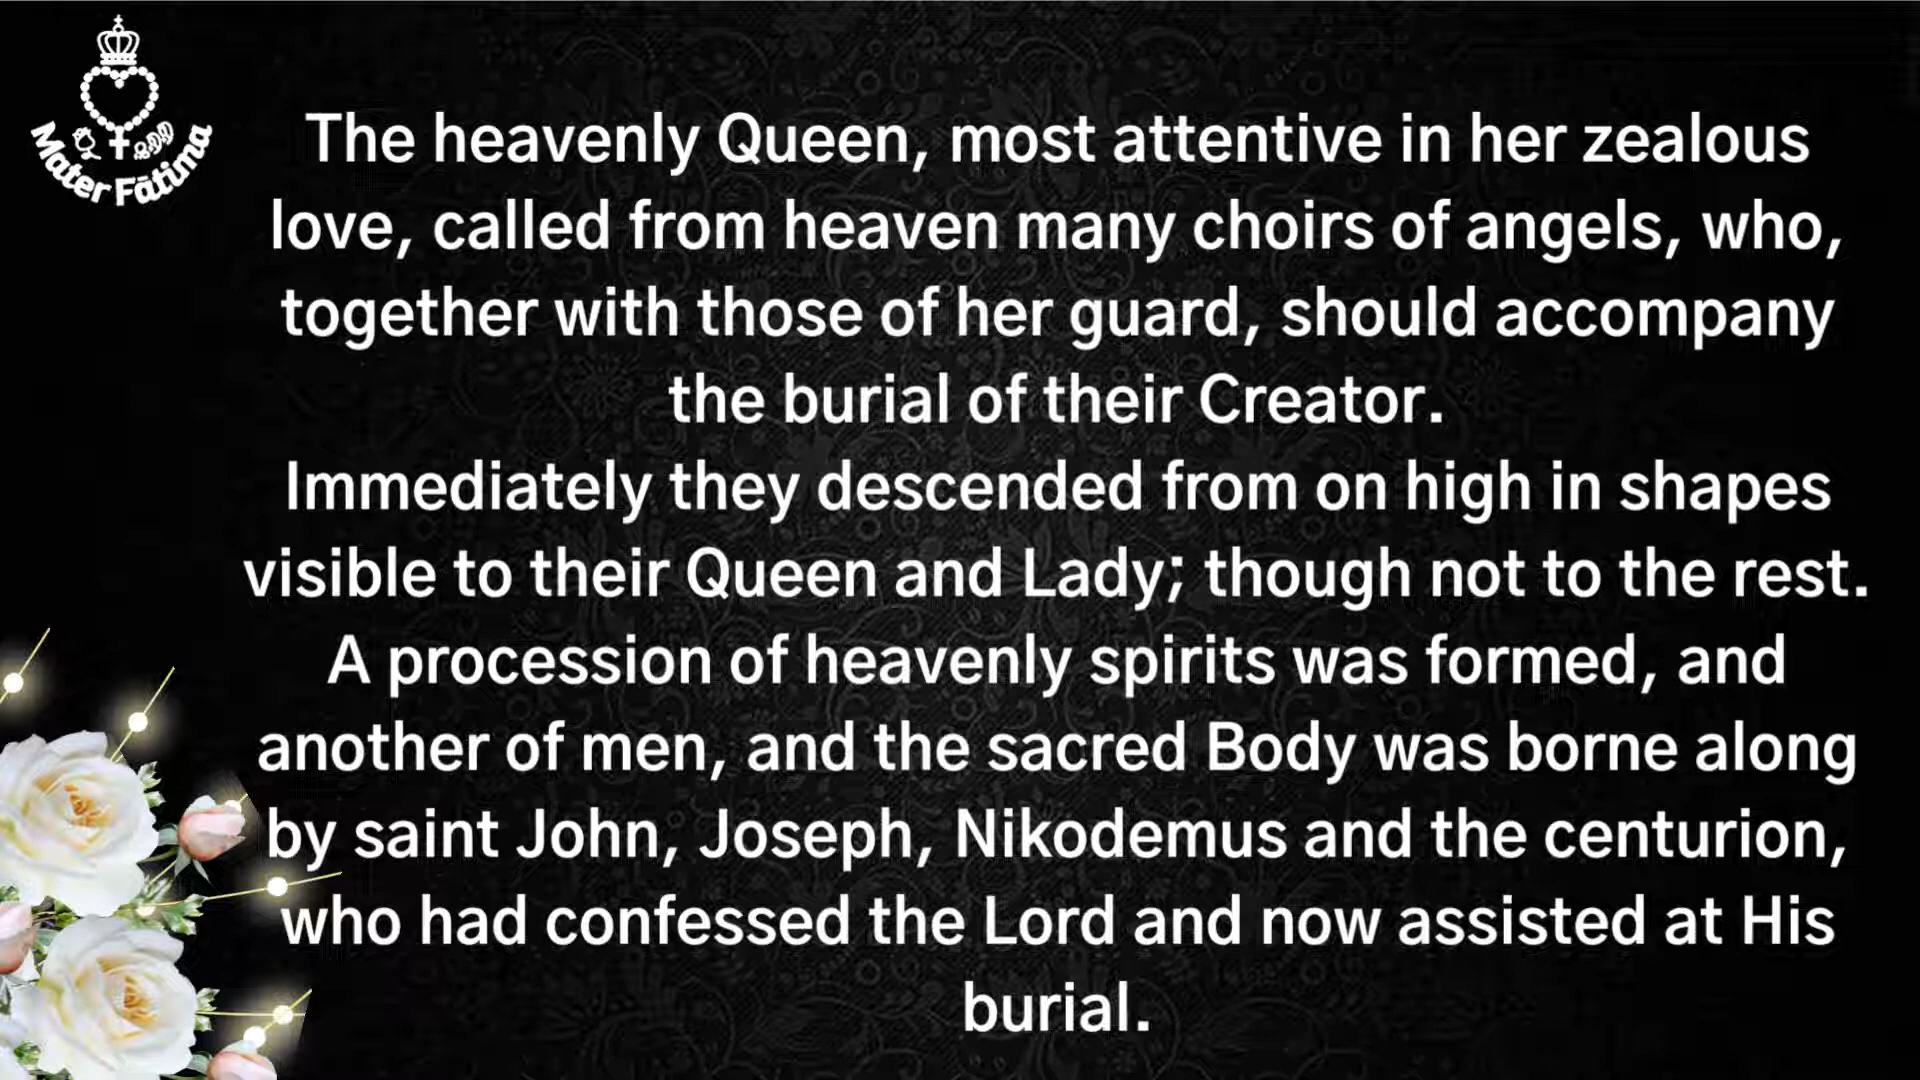 Mater Fātima
The heavenly Queen, most attentive in her zealous
love, called from heaven many choirs of angels, who,
together with those of her guard, should accompany
the burial of their Creator.
Immediately they descended from on high in shapes
visible to their Queen and Lady; though not to the rest.
A procession of heavenly spirits was formed, and
another of men, and the sacred Body was borne along
by saint John, Joseph, Nikodemus and the centurion,
who had confessed the Lord and now assisted at His
burial.